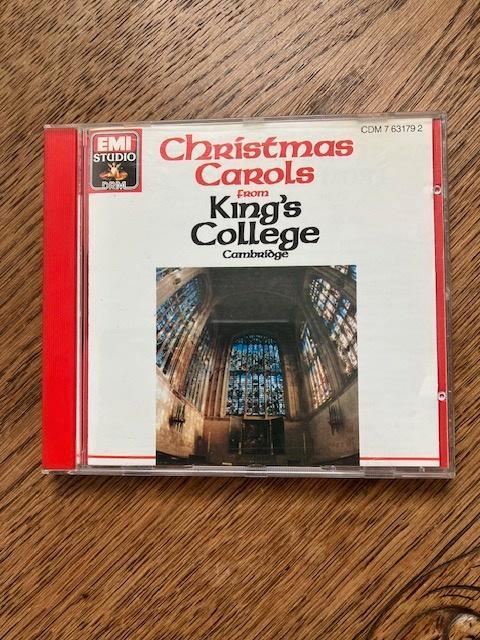 CDM 7 63179 2
EMI
STUDIO
DRM
Christmas
Carols
from
King's
College
Cambridge